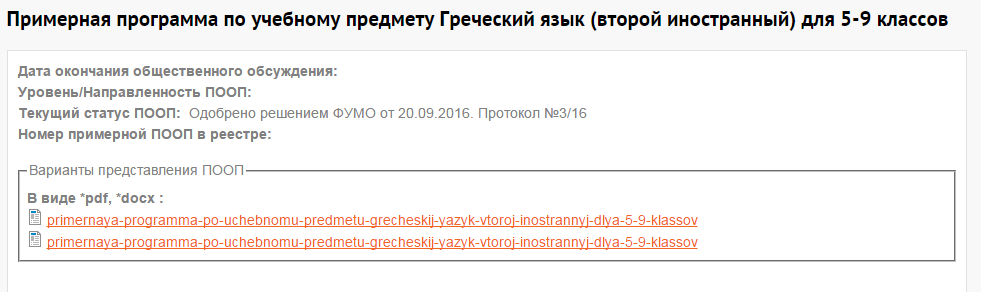 Примерная программа по учебному предмету Греческий язык (второй иностранный) для 5-9 классов
Дата окончания общественного обсуждения:
Уровень/Направленность ПООП:
Текущий статус ПООП: Одобрено решением ФУМО от 20.09.2016. Протокол №3/16
Номер примерной ПООП в реестре:
Варианты представления ПООП
В виде *pdf, *docx :
primernaya-programma-po-uchebnomu-predmetu-grecheskij-yazyk-vtoroj-inostrannyj-dlya-5-9-klassov
primernaya-programma-po-uchebnomu-predmetu-grecheskij-yazyk-vtoroj-inostrannyj-dlya-5-9-klassov